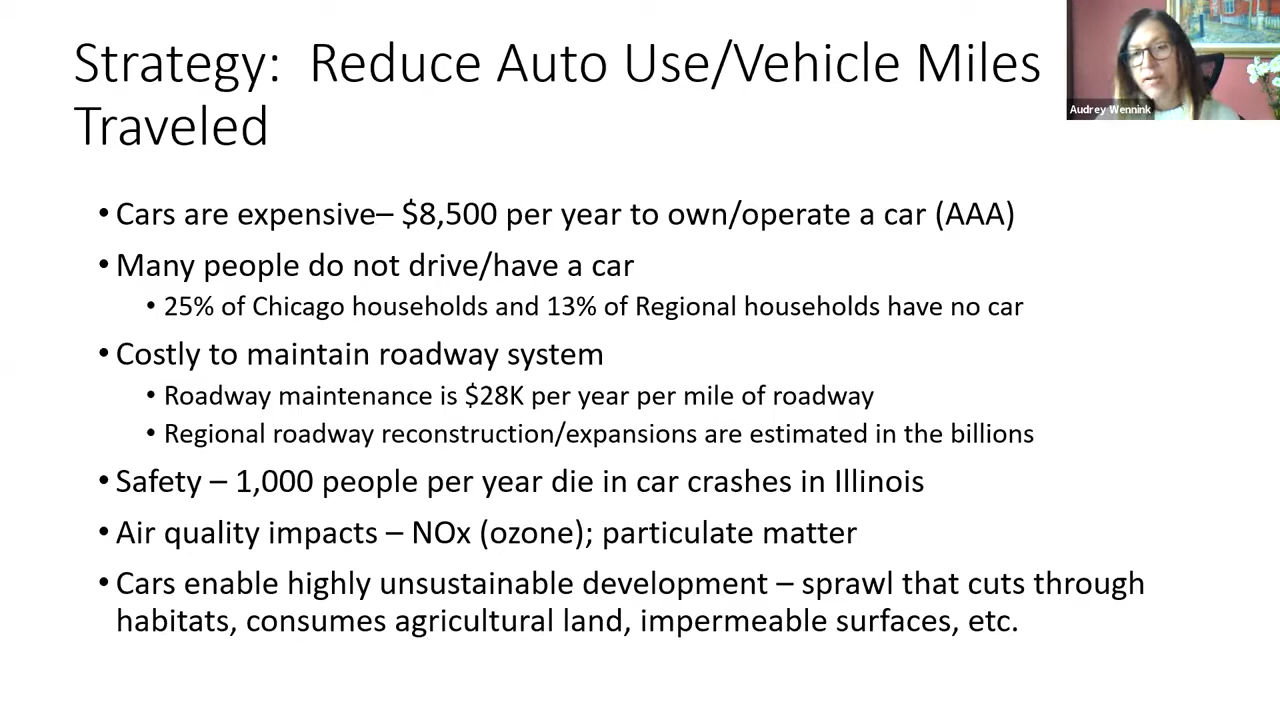 Strategy:  Reduce Auto Use/Vehicle Miles
Traveled
Audrey Wennink
• Cars are expensive– $8,500 per year to own/operate a car (AAA)
• Many people do not drive/have a car
• 25% of Chicago households and 13% of Regional households have no car
• Costly to maintain roadway system
• Roadway maintenance is $28K per year per mile of roadway
• Regional roadway reconstruction/expansions are estimated in the billions
• Safety – 1,000 people per year die in car crashes in Illinois
• Air quality impacts – NOx (ozone); particulate matter
• Cars enable highly unsustainable development – sprawl that cuts through
habitats, consumes agricultural land, impermeable surfaces, etc.